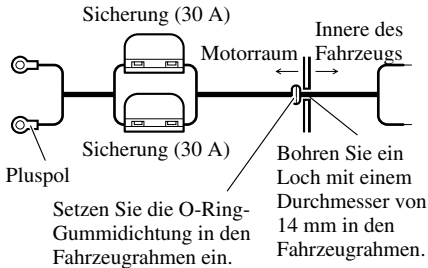 Sicherung (30 A)
Motorraum
Innere des
Fahrzeugs
Sicherung (30 A)
Pluspol
Setzen Sie die O-Ring-
Gummidichtung in den
Fahrzeugrahmen ein.
Bohren Sie ein
Loch mit einem
Durchmesser von
14 mm in den
Fahrzeugrahmen.